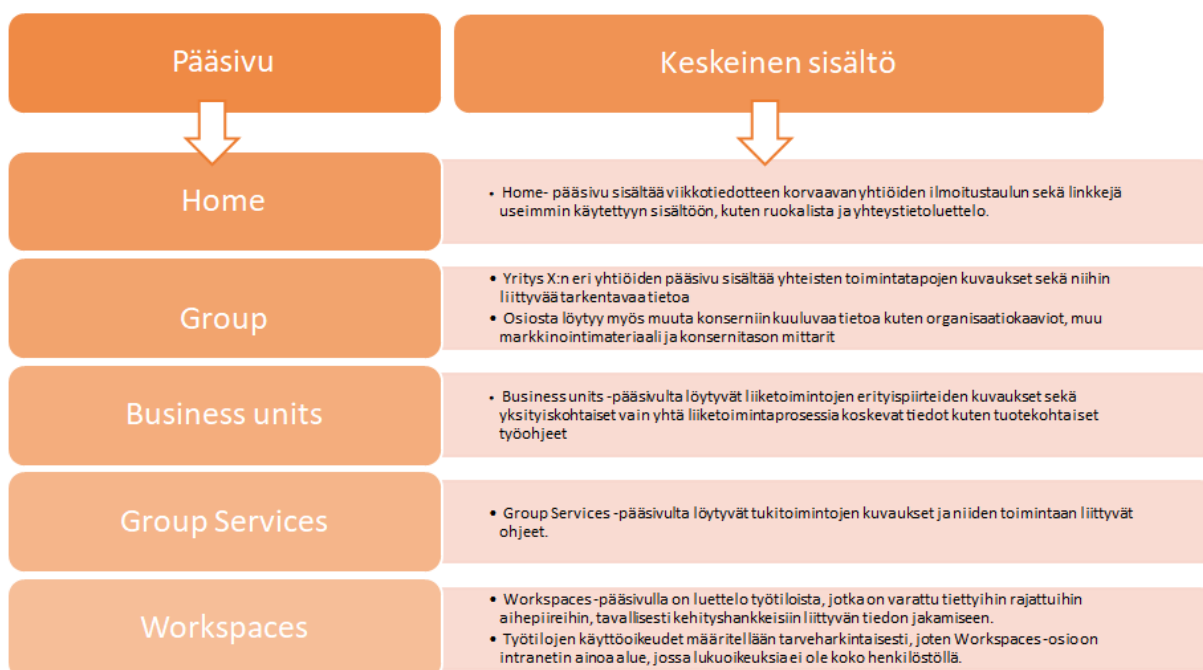 Pääsivu
Keskeinen sisältö
Home
• Home- pääsivu sisältää viikkotiedotteen korvaavan yhtiöiden ilmoitustaulun sekä linkkejä
useimmin käytettyyn sisältöön, kuten ruokalista ja yhteystietoluettelo.
Group
• Yritys X:n eri yhtiöiden pääsivu sisältää yhteisten toimintatapojen kuvaukset sekä niihin
liittyvää tarkentavaa tietoa
• Osiosta löytyy myös muuta konserniin kuuluvaa tietoa kuten organisaatiokaaviot, muu
markkinointimateriaali ja konsernitason mittarit
Business units
• Business units -pääsivulta löytyvät liiketoimintojen erityispiirteiden kuvaukset sekä
yksityiskohtaiset vain yhtä liiketoimintaprosessia koskevat tiedot kuten tuotekohtaiset
työohjeet
Group Services
• Group Services -pääsivulta löytyvät tukitoimintojen kuvaukset ja niiden toimintaan liittyvät
ohjeet.
Workspaces
• Workspaces -pääsivulla on luettelo työtiloista, jotka on varattu tiettyihin rajattuihin
aihepiireihin, tavallisesti kehityshankkeisiin liittyvän tiedon jakamiseen.
• Työtilojen käyttöoikeudet määritellään tarveharkintaisesti, joten Workspaces -osio on
intranetin ainoa alue, jossa lukuoikeuksia ei ole koko henkilöstöllä.